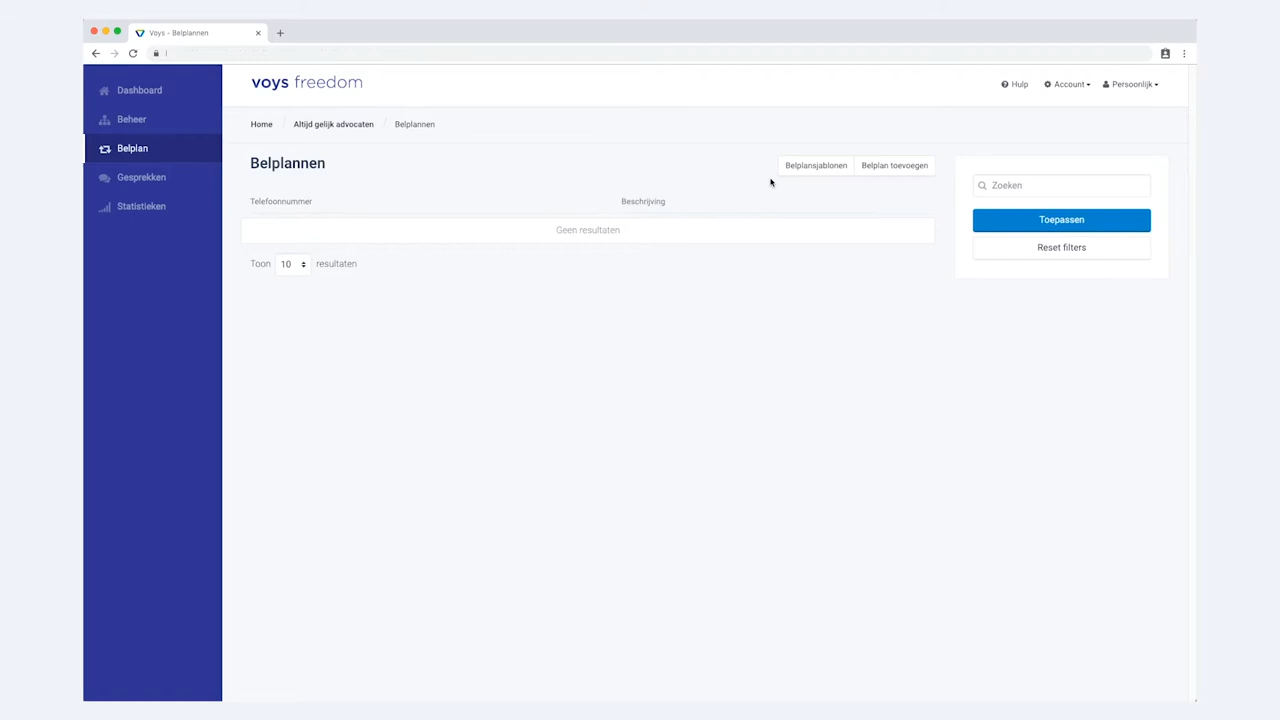 Voys - Belplannen
Dashboard
Beheer
Belplan
Gesprekken
Statistieken
voys freedom
Hulp
Account
Persoonlijk
Home / Altijd gelijk advocaten / Belplannen
Belplannen
Belplansjablonen
Belplan toevoegen
Telefoonnummer
Beschrijving
Geen resultaten
Toon 10 resultaten
Zoeken
Toepassen
Reset filters